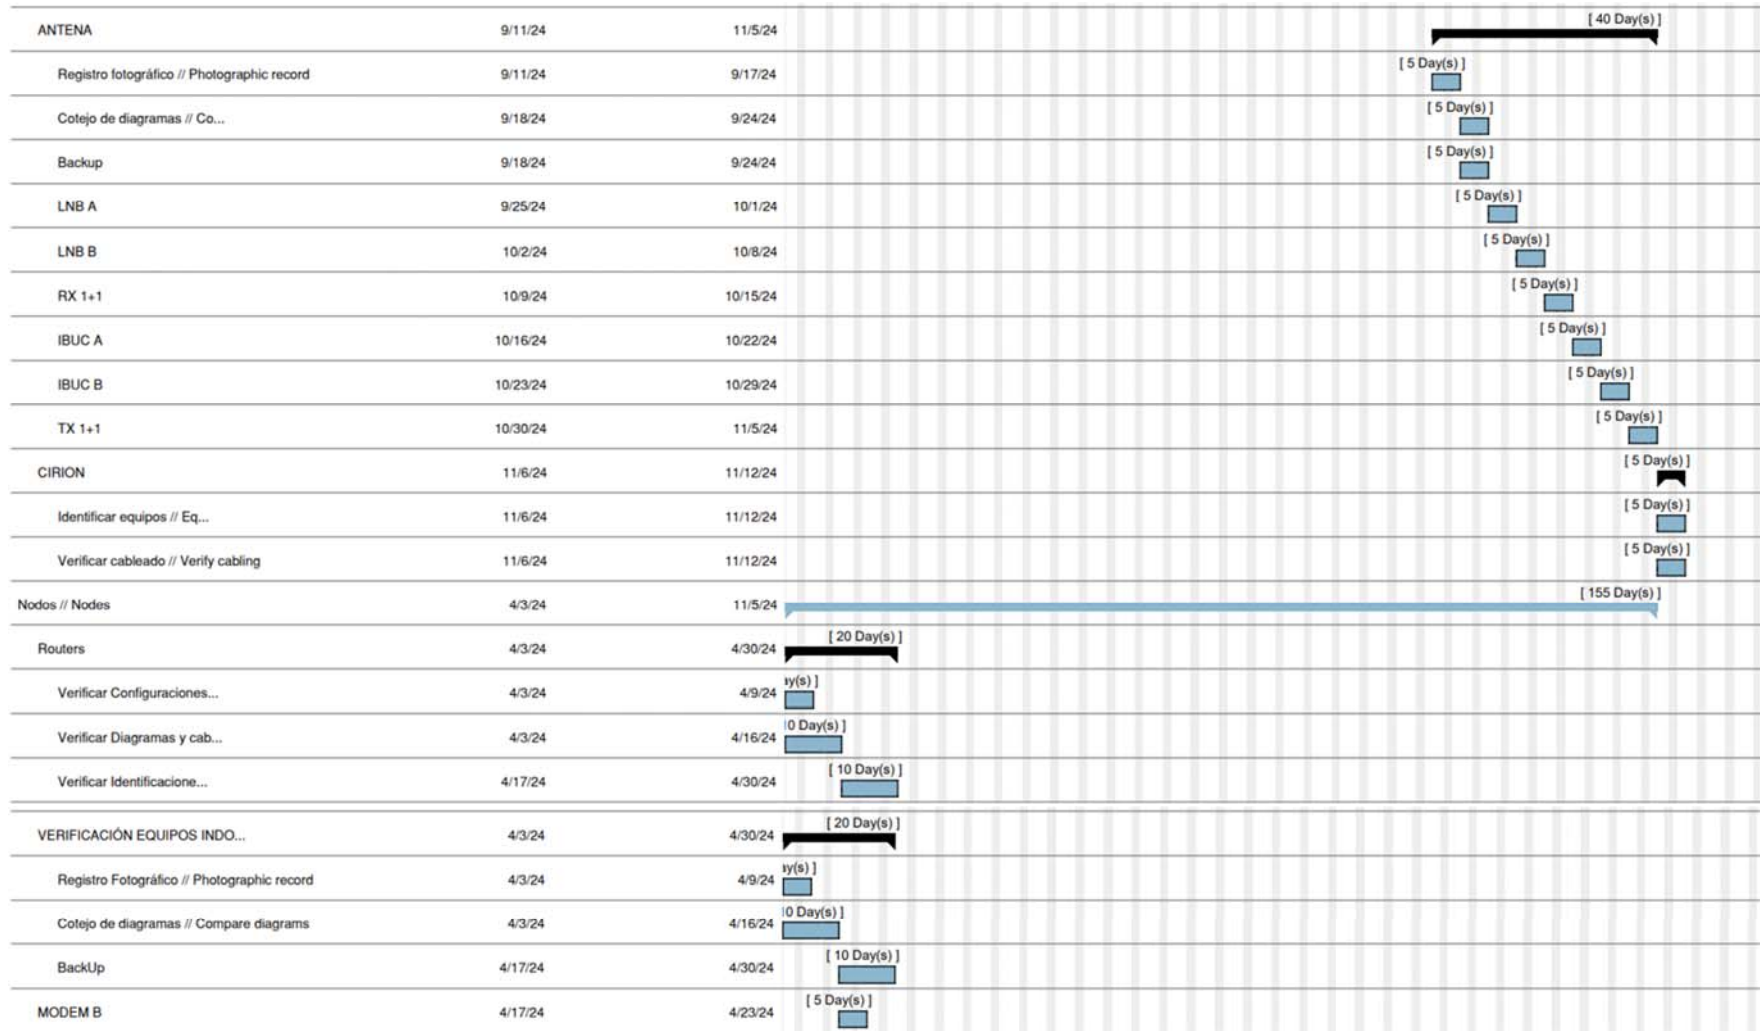 ANTENA 9/11/24 11/5/24 [ 40 Day(s) ]
Registro fotográfico // Photographic record 9/11/24 9/17/24 [ 5 Day(s) ]
Cotejo de diagramas // Co... 9/18/24 9/24/24 [ 5 Day(s) ]
Backup 9/18/24 9/24/24 [ 5 Day(s) ]
LNB A 9/25/24 10/1/24 [ 5 Day(s) ]
LNB B 10/2/24 10/8/24 [ 5 Day(s) ]
RX 1+1 10/9/24 10/15/24 [ 5 Day(s) ]
IBUC A 10/16/24 10/22/24 [ 5 Day(s) ]
IBUC B 10/23/24 10/29/24 [ 5 Day(s) ]
TX 1+1 10/30/24 11/5/24 [ 5 Day(s) ]
CIRION 11/6/24 11/12/24 [ 5 Day(s) ]
Identificar equipos // Eq... 11/6/24 11/12/24 [ 5 Day(s) ]
Verificar cableado // Verify cabling 11/6/24 11/12/24 [ 5 Day(s) ]
Nodos // Nodes 4/3/24 11/5/24 [ 155 Day(s) ]
Routers 4/3/24 4/30/24 [ 20 Day(s) ]
Verificar Configuraciones... 4/3/24 4/9/24 ay(s) ]
Verificar Diagramas y cab... 4/3/24 4/16/24 0 Day(s) ]
Verificar Identificacione... 4/17/24 4/30/24 [ 10 Day(s) ]
VERIFICACIÓN EQUIPOS INDO... 4/3/24 4/30/24 [ 20 Day(s) ]
Registro Fotográfico // Photographic record 4/3/24 4/9/24 ay(s) ]
Cotejo de diagramas // Compare diagrams 4/3/24 4/16/24 0 Day(s) ]
BackUp 4/17/24 4/30/24 [ 10 Day(s) ]
MODEM B 4/17/24 4/23/24 [ 5 Day(s) ]